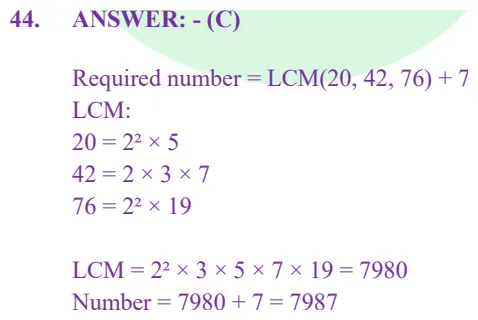 44. ANSWER: - (C)
Required number = LCM(20, 42, 76) + 7
LCM:
20 = 2² × 5
42 = 2 × 3 × 7
76 = 2² × 19
LCM = 2² × 3 × 5 × 7 × 19 = 7980
Number = 7980 + 7 = 7987